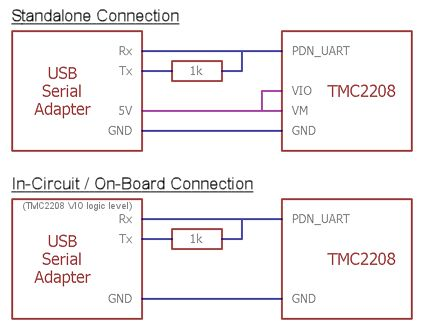 Standalone Connection
USB
Serial
Adapter
Rx
Tx
5V
GND
1k
PDN_UART
VIO
VM
GND
TMC2208
In-Circuit / On-Board Connection
(TMC2208 VIO logic level)
USB
Serial
Adapter
Rx
Tx
GND
1k
PDN_UART
GND
TMC2208